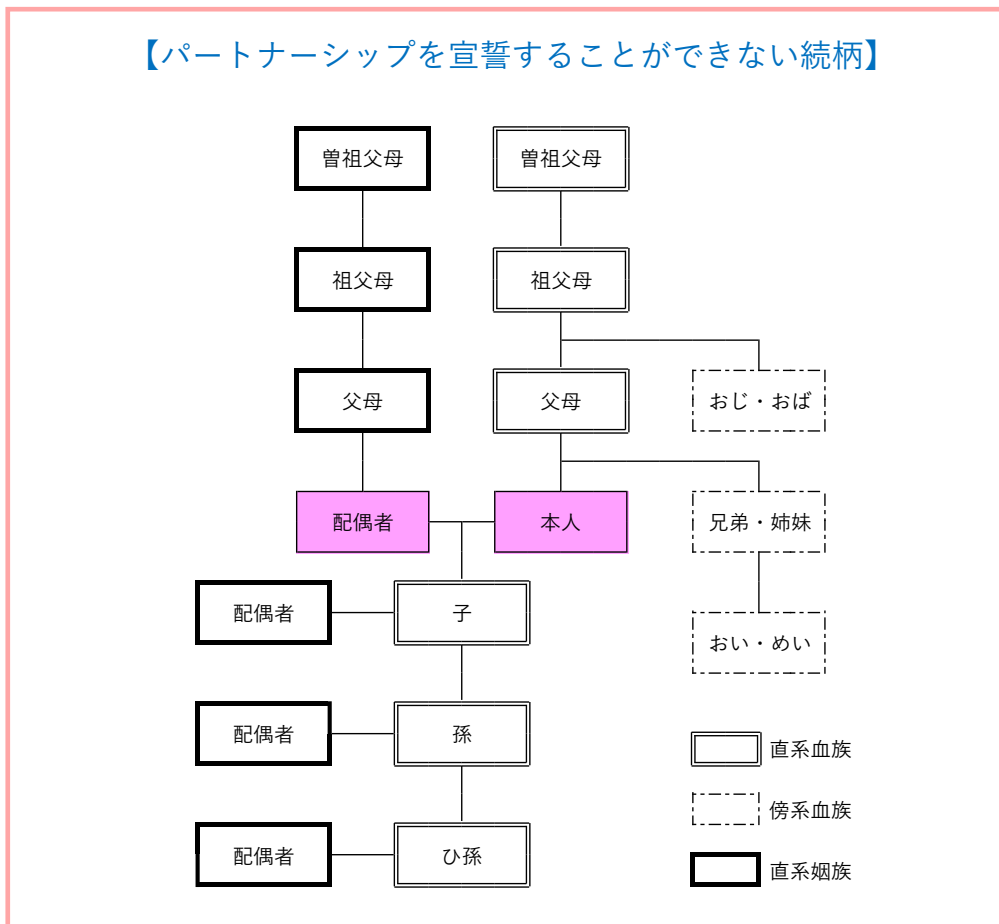 【パートナーシップを宣誓することができない続柄】
曽祖父母
曽祖父母
祖父母
祖父母
父母
父母
おじ・おば
配偶者
本人
兄弟・姉妹
配偶者
子
おい・めい
配偶者
孫
直系血族
傍系血族
配偶者
ひ孫
直系姻族